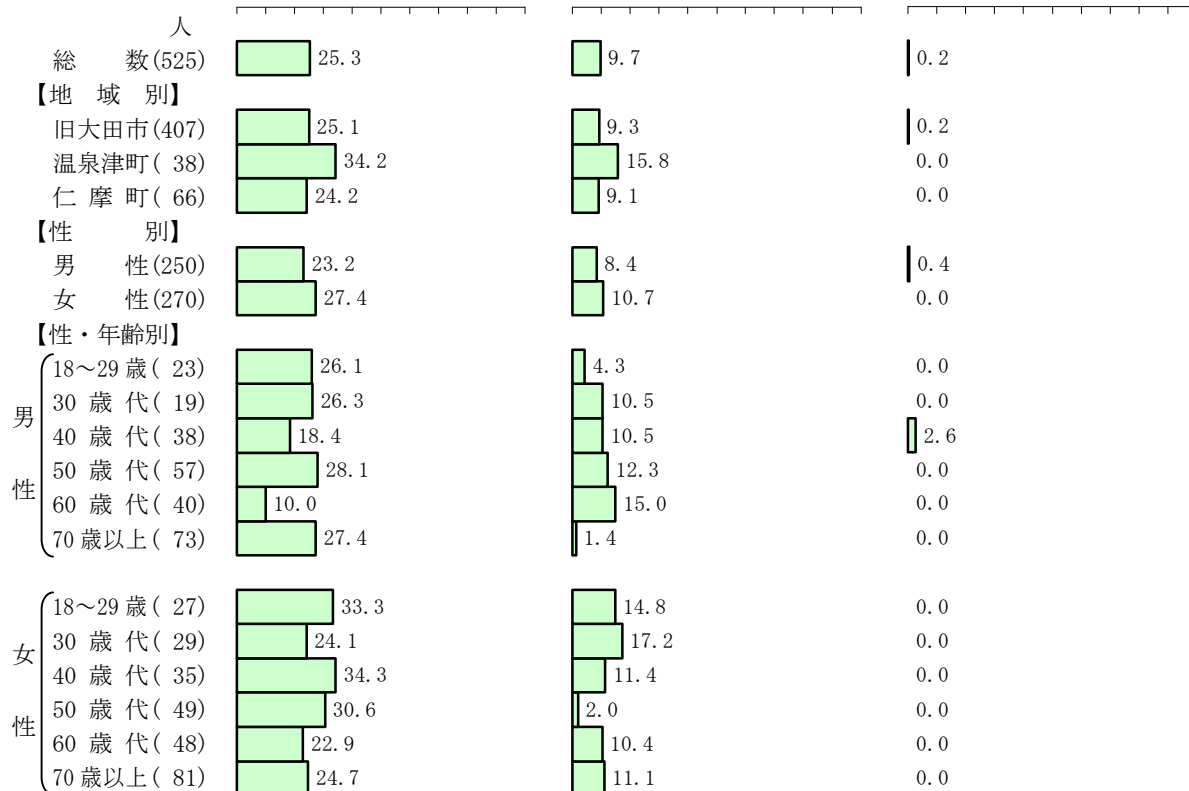 人
総 数(525) 25.3 9.7 0.2
【地 域 別】
旧大田市(407) 25.1 9.3 0.2
温泉津町( 38) 34.2 15.8 0.0
仁 摩 町( 66) 24.2 9.1 0.0
【性 別】
男 性(250) 23.2 8.4 0.4
女 性(270) 27.4 10.7 0.0
【性・年齢別】
男性
18～29歳( 23) 26.1 4.3 0.0
30 歳 代( 19) 26.3 10.5 0.0
40 歳 代( 38) 18.4 10.5 2.6
50 歳 代( 57) 28.1 12.3 0.0
60 歳 代( 40) 10.0 15.0 0.0
70歳以上( 73) 27.4 1.4 0.0
女性
18～29歳( 27) 33.3 14.8 0.0
30 歳 代( 29) 24.1 17.2 0.0
40 歳 代( 35) 34.3 11.4 0.0
50 歳 代( 49) 30.6 2.0 0.0
60 歳 代( 48) 22.9 10.4 0.0
70歳以上( 81) 24.7 11.1 0.0